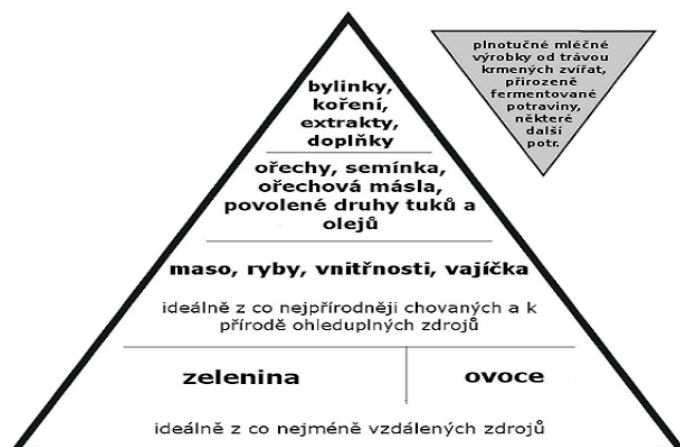 bylinky,
koření,
extrakty,
doplňky
ořechy, semínka,
ořechová másla,
povolené druhy tuků a
olejů
maso, ryby, vnitřnosti, vajíčka
ideálně z co nejpřírodněji chovaných a k
přírodě ohleduplných zdrojů
zelenina
ovoce
ideálně z co nejméně vzdálených zdrojů
plnotučné mléčné
výrobky od trávou
krmených zvířat,
přirozeně
fermentované
potraviny,
některé
další
potr.